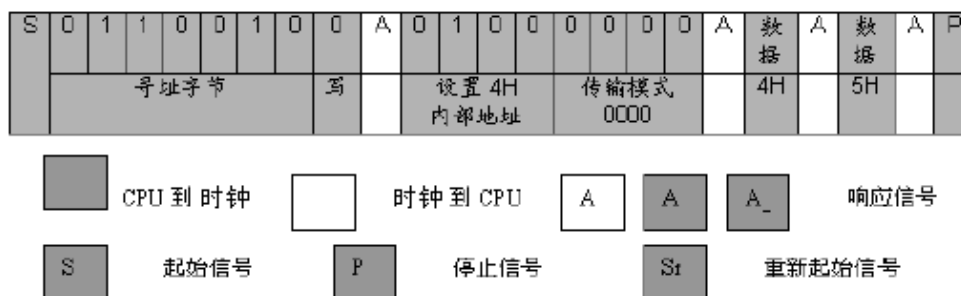 S 0 1 1 0 0 1 0 0 A 0 1 0 0 0 0 0 0 A 数据 A 数据 A P
寻址字节 写 设置 4H 内部地址 传输模式 0000 4H 5H
CPU 到 时钟 时钟 到 CPU A A A_ 响应信号
S 起始信号 P 停止信号 Sr 重新起始信号